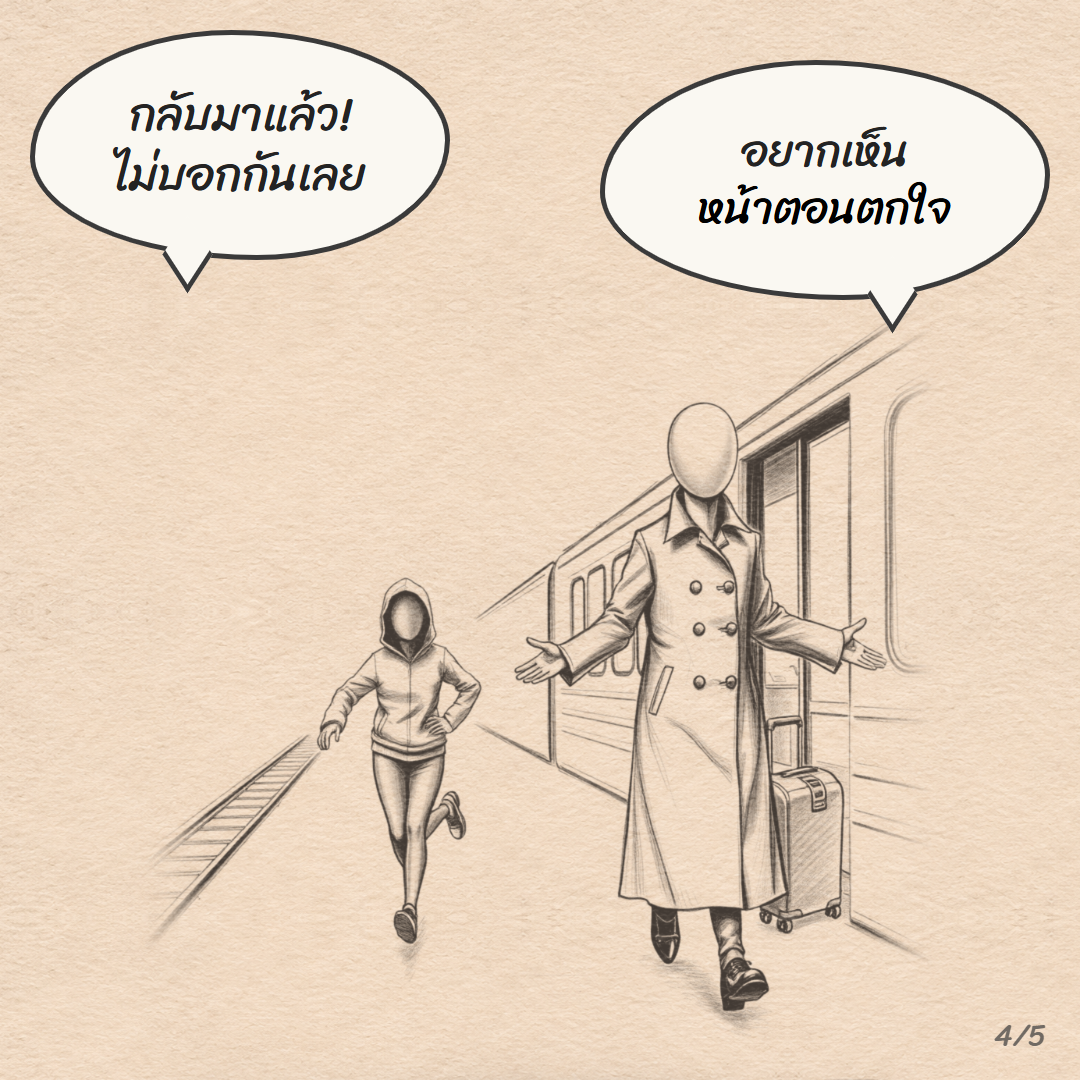 กลับมาแล้ว!
ไม่บอกกันเลย
อยากเห็น
หน้าตอนตกใจ
4/5